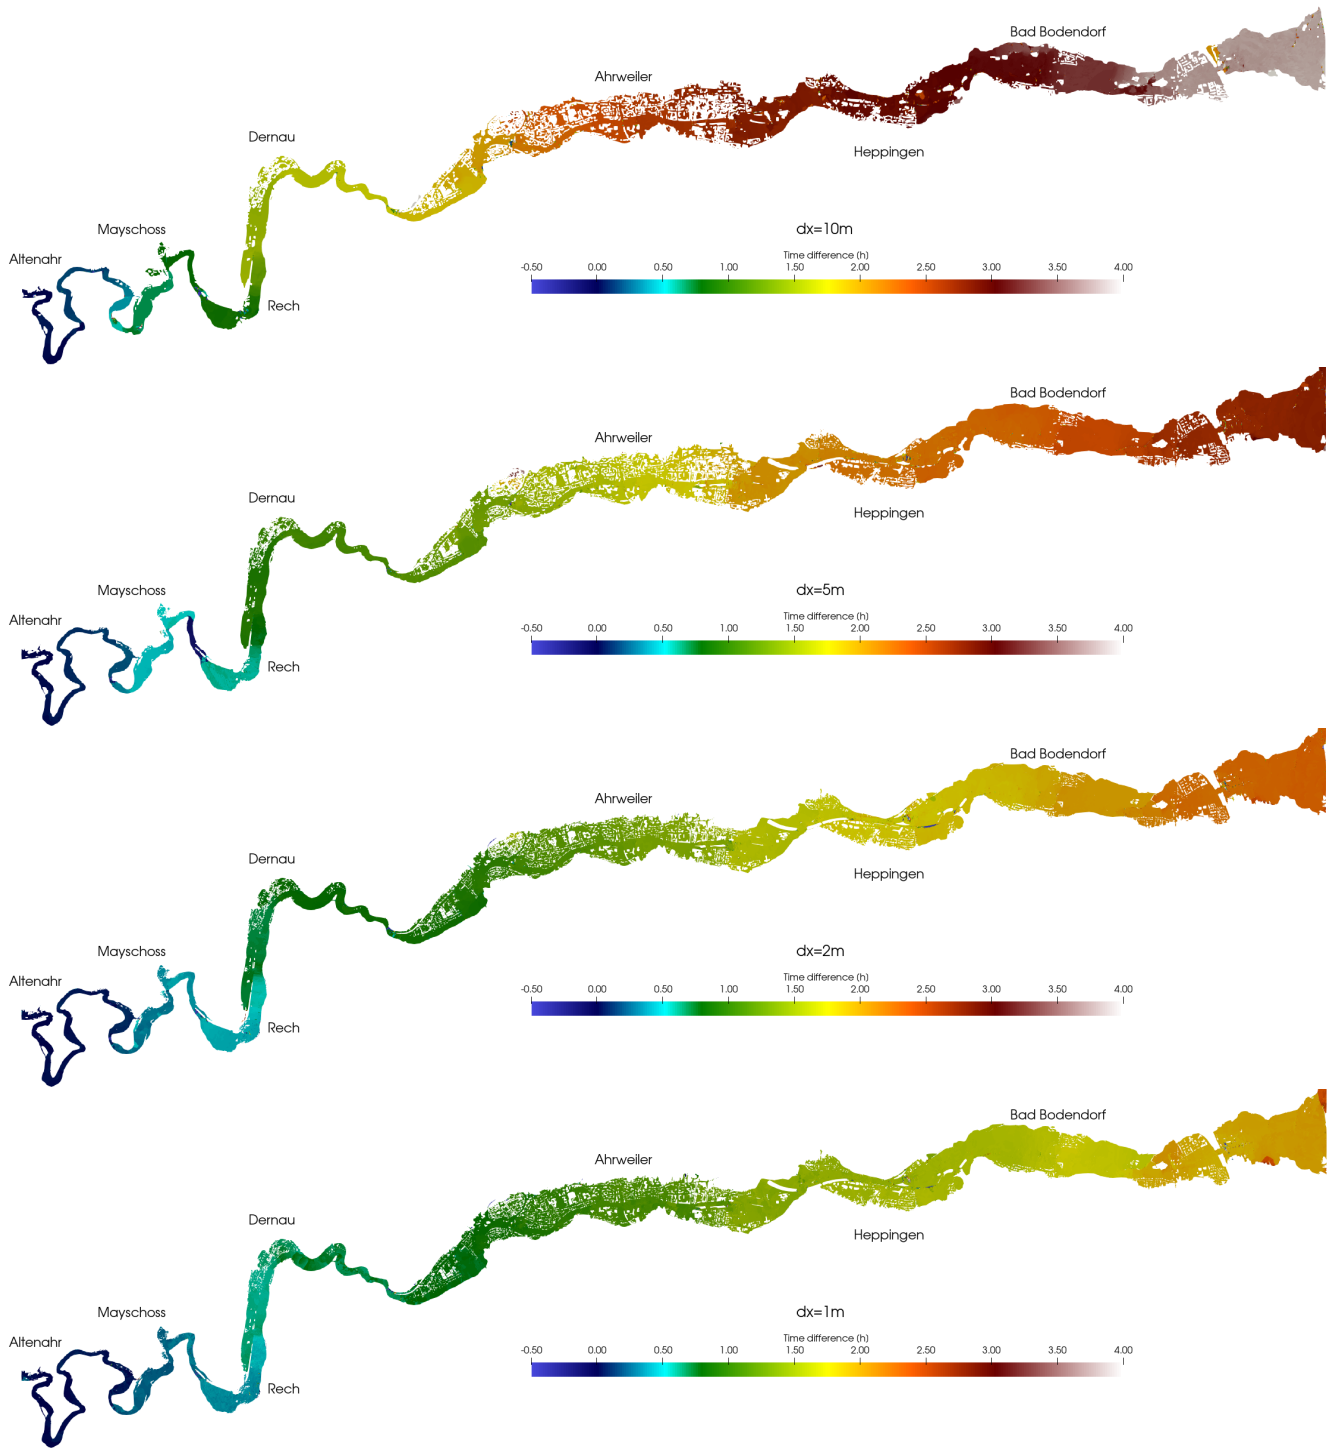 Bad Bodendorf
Ahrweiler
Dernau
Heppingen
Mayschoss
Altenahr
Rech
dx=10m
Time difference (h)
-0.50 0.00 0.50 1.00 1.50 2.00 2.50 3.00 3.50 4.00
Bad Bodendorf
Ahrweiler
Dernau
Heppingen
Mayschoss
Altenahr
Rech
dx=5m
Time difference (h)
-0.50 0.00 0.50 1.00 1.50 2.00 2.50 3.00 3.50 4.00
Bad Bodendorf
Ahrweiler
Dernau
Heppingen
Mayschoss
Altenahr
Rech
dx=2m
Time difference (h)
-0.50 0.00 0.50 1.00 1.50 2.00 2.50 3.00 3.50 4.00
Bad Bodendorf
Ahrweiler
Dernau
Heppingen
Mayschoss
Altenahr
Rech
dx=1m
Time difference (h)
-0.50 0.00 0.50 1.00 1.50 2.00 2.50 3.00 3.50 4.00